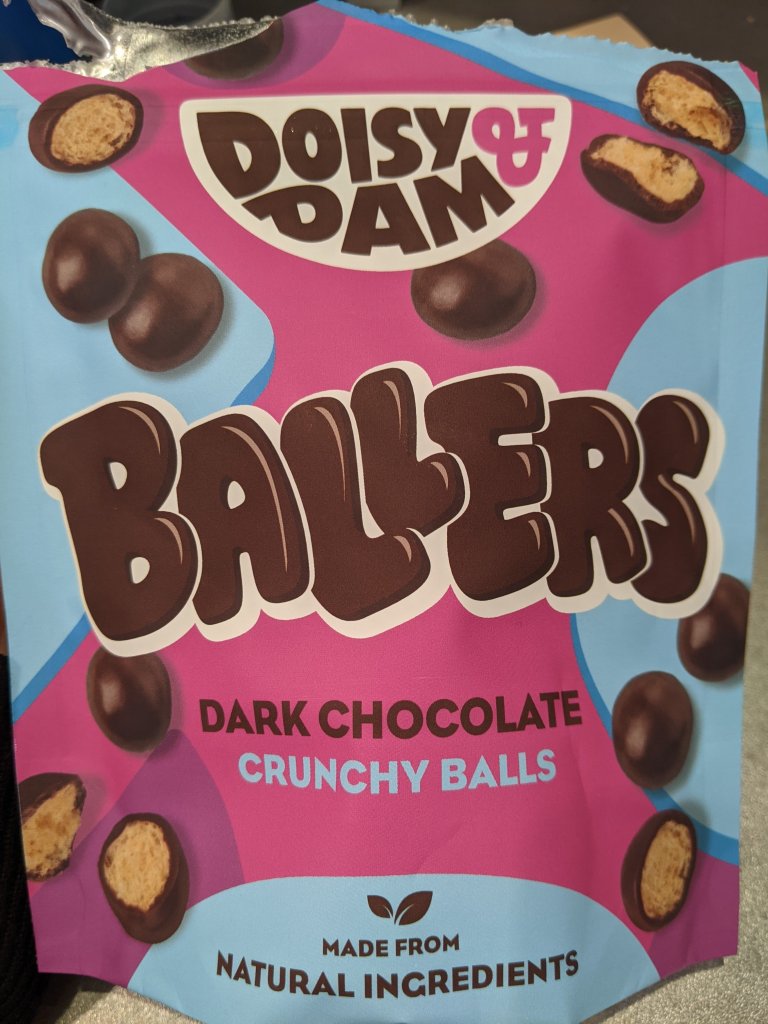 DOISY &
DAM
BALLERS
DARK CHOCOLATE
CRUNCHY BALLS
MADE FROM
NATURAL INGREDIENTS